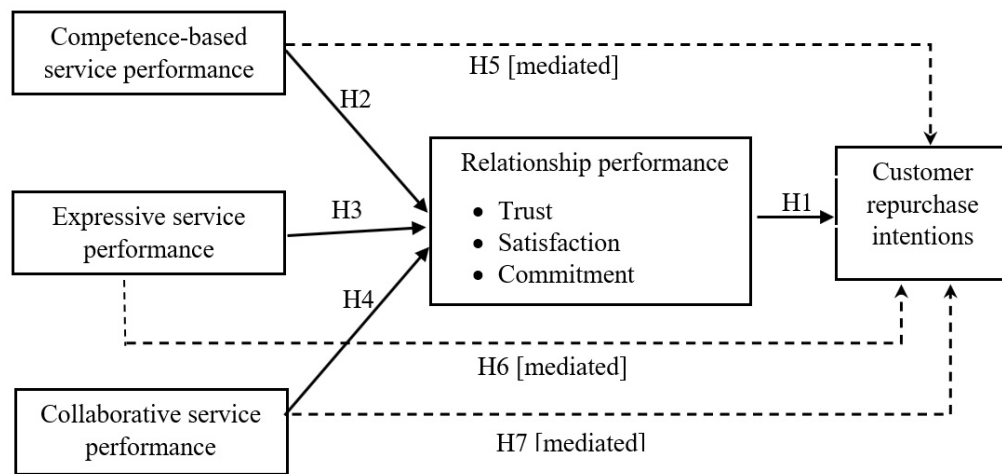 Competence-based
service performance
H5 [mediated]
H2
Relationship performance
• Trust
• Satisfaction
• Commitment
Customer
repurchase
intentions
H1
Expressive service
performance
H3
H4
H6 [mediated]
Collaborative service
performance
H7 [mediated]